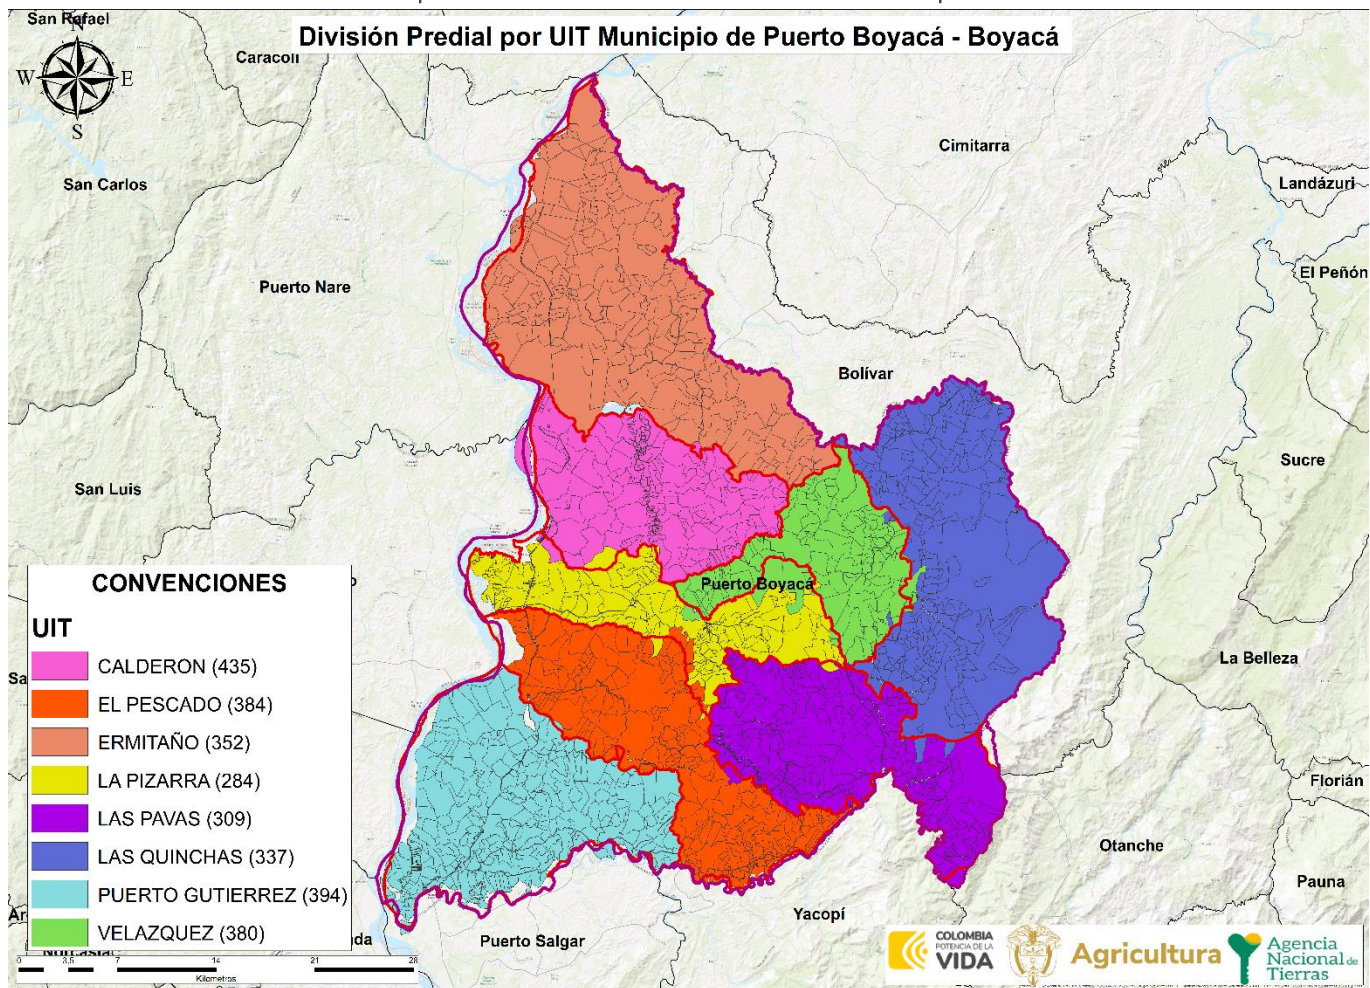 División Predial por UIT Municipio de Puerto Boyacá - Boyacá
San Rafael
N
W
E
S
Caracolí
San Carlos
Cimitarra
Landázuri
El Peñón
Puerto Nare
Bolívar
Sucre
San Luis
Puerto Boyacá
La Belleza
Florián
Otanche
Pauna
Yacopí
Puerto Salgar
CONVENCIONES
UIT
CALDERON (435)
EL PESCADO (384)
ERMITAÑO (352)
LA PIZARRA (284)
LAS PAVAS (309)
LAS QUINCHAS (337)
PUERTO GUTIERREZ (394)
VELAZQUEZ (380)
0 3,5 7 14 21 28
Kilometros
COLOMBIA
POTENCIA DE LA
VIDA
Agricultura
Agencia
Nacional de
Tierras